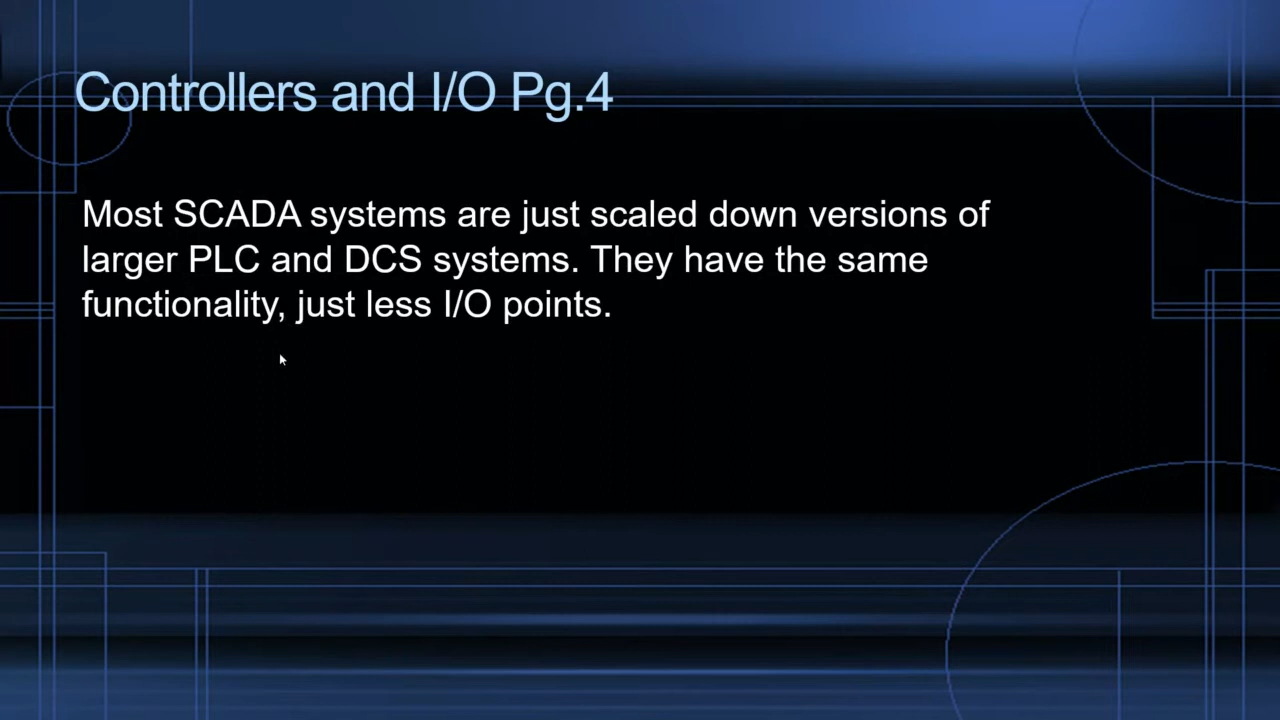 Controllers and I/O Pg.4
Most SCADA systems are just scaled down versions of
larger PLC and DCS systems. They have the same
functionality, just less I/O points.